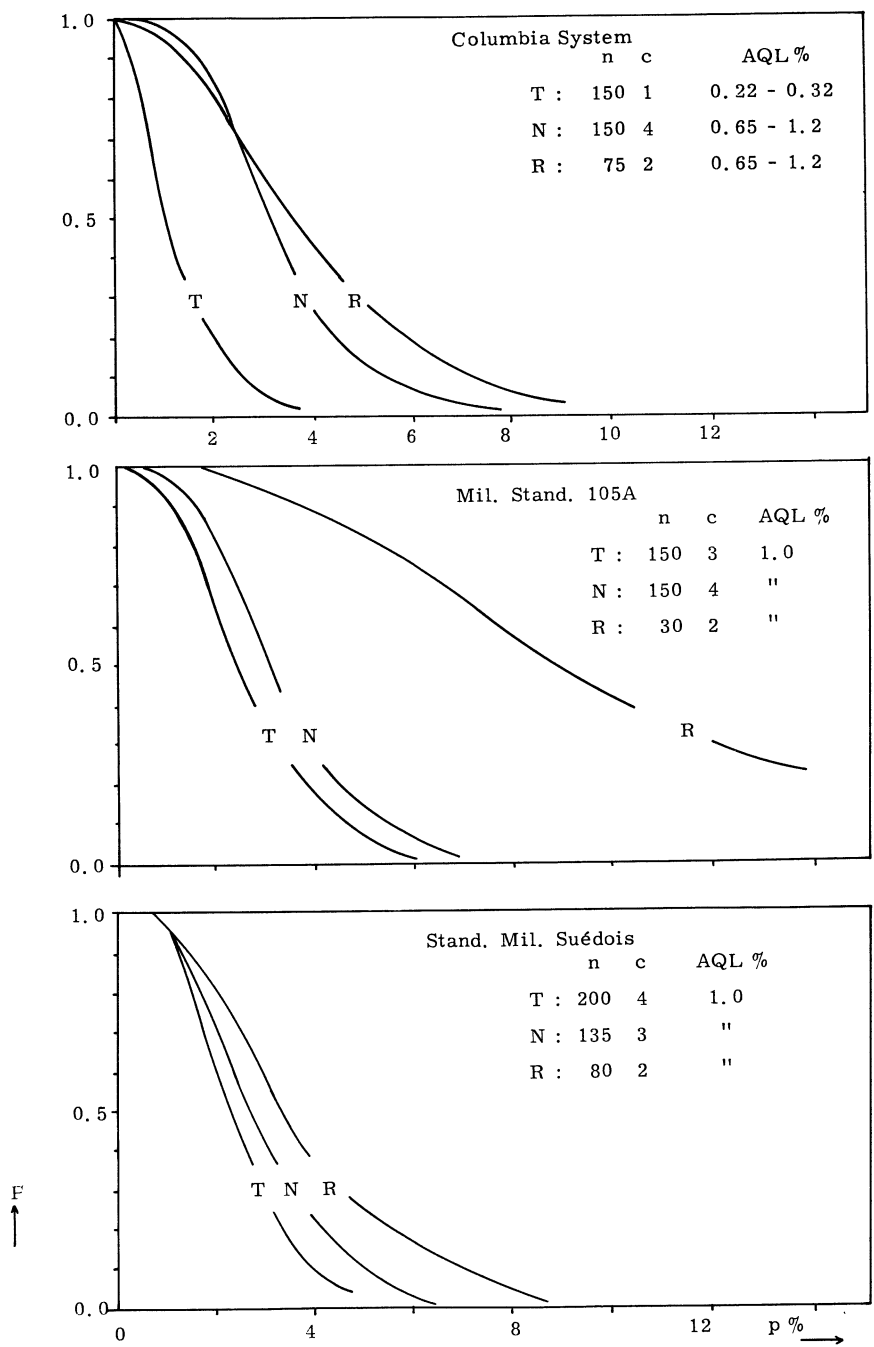 1.0
Columbia System
n c AQL %
T : 150 1 0.22 - 0.32
N : 150 4 0.65 - 1.2
R : 75 2 0.65 - 1.2
0.5
T N R
0.0
2 4 6 8 10 12
1.0
Mil. Stand. 105A
n c AQL %
T : 150 3 1.0
N : 150 4 "
R : 30 2 "
0.5
T N R
0.0
1.0
Stand. Mil. Suédois
n c AQL %
T : 200 4 1.0
N : 135 3 "
R : 80 2 "
0.5
T N R
F
0.0
0 4 8 12 p %